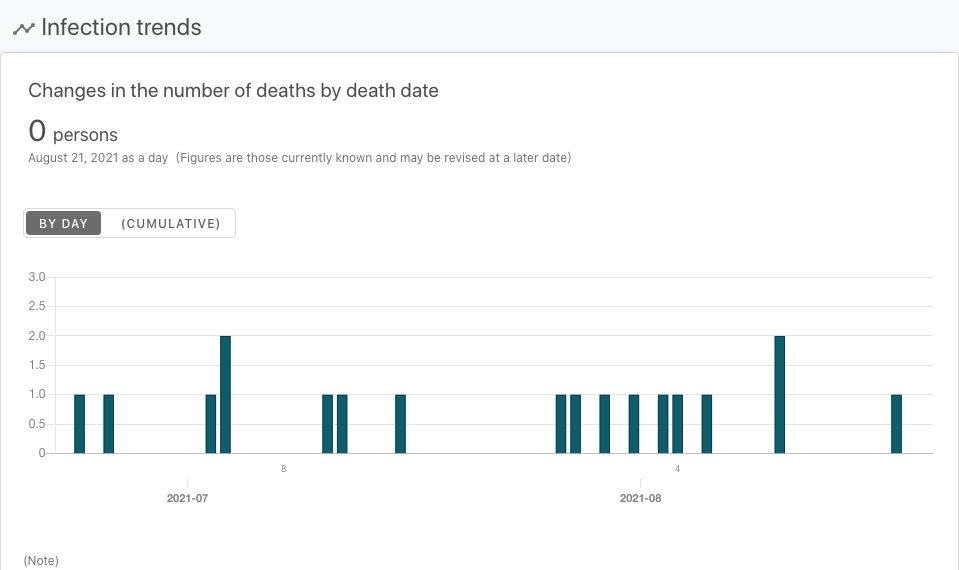 Infection trends
Changes in the number of deaths by death date
0 persons
August 21, 2021 as a day (Figures are those currently known and may be revised at a later date)
BY DAY (CUMULATIVE)
3.0
2.5
2.0
1.5
1.0
0.5
0
8 4
2021-07 2021-08
(Note)